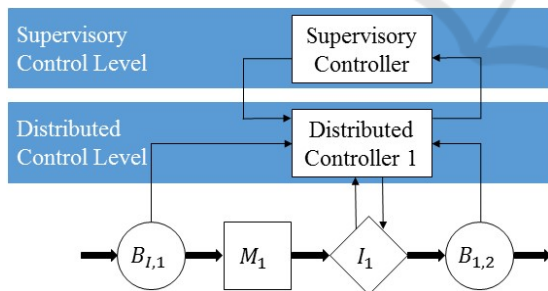 Supervisory
Control Level
Supervisory
Controller
Distributed
Control Level
Distributed
Controller 1
B_{I,1}
M_1
I_1
B_{1,2}